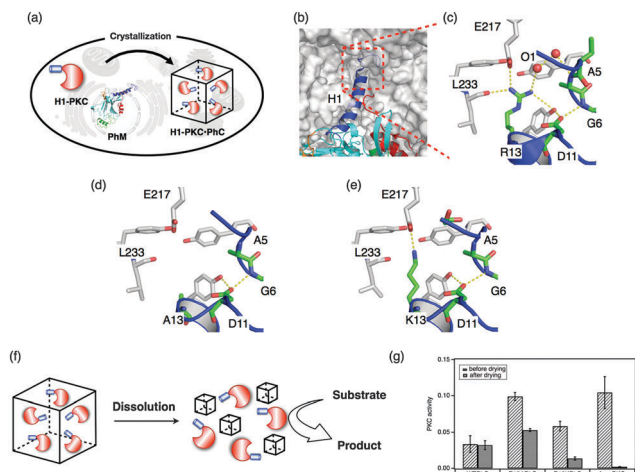 (a)
Crystallization
H1-PKC
PhM
H1-PKC•PhC
(b)
H1
(c)
E217
O1
A5
L233
G6
R13
D11
(d)
E217
L233
A5
G6
A13
D11
(e)
E217
L233
A5
G6
K13
D11
(f)
Dissolution
Substrate
Product
(g)
before drying
after drying
PKC activity
0.15
0.10
0.05
0.00